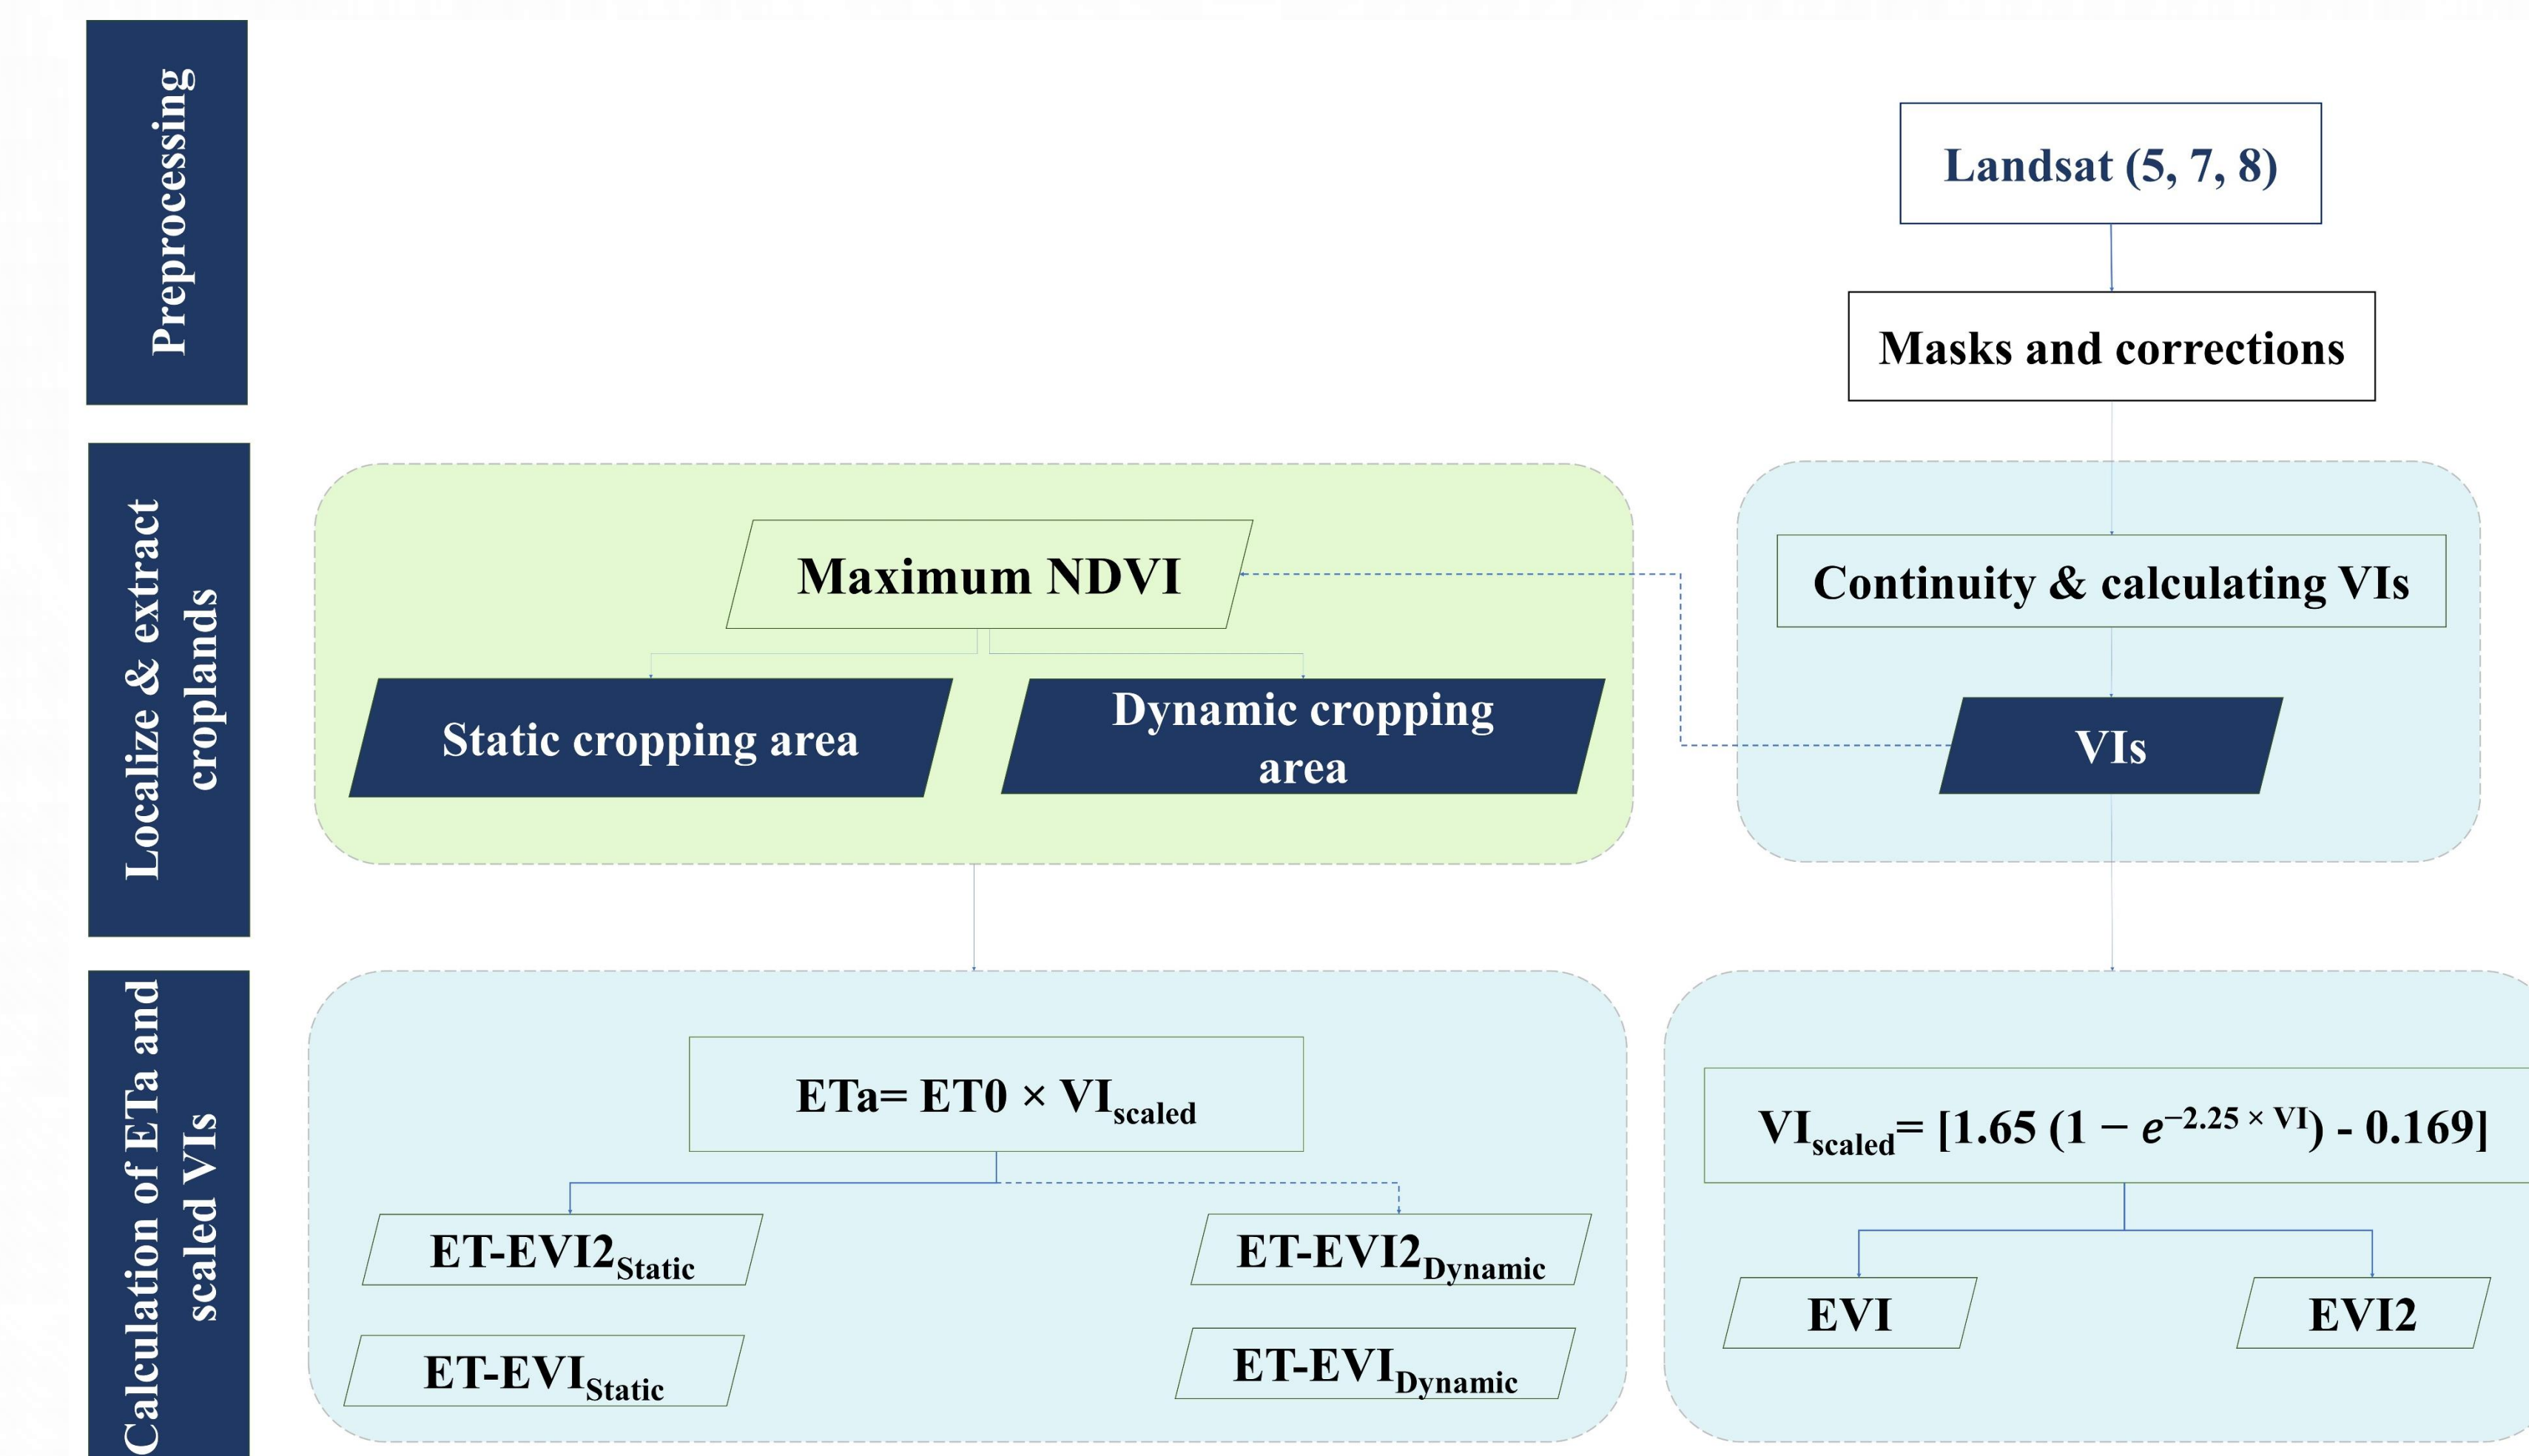 Preprocessing
Landsat (5, 7, 8)
Masks and corrections
Localize & extract
croplands
Maximum NDVI
Static cropping area
Dynamic cropping
area
Continuity & calculating VIs
VIs
Calculation of ETa and
scaled VIs
ETa= ET0 × VIscaled
ET-EVI2Static
ET-EVI2Dynamic
ET-EVIStatic
ET-EVIDynamic
VIscaled= [1.65 (1 − e−2.25 × VI) - 0.169]
EVI
EVI2